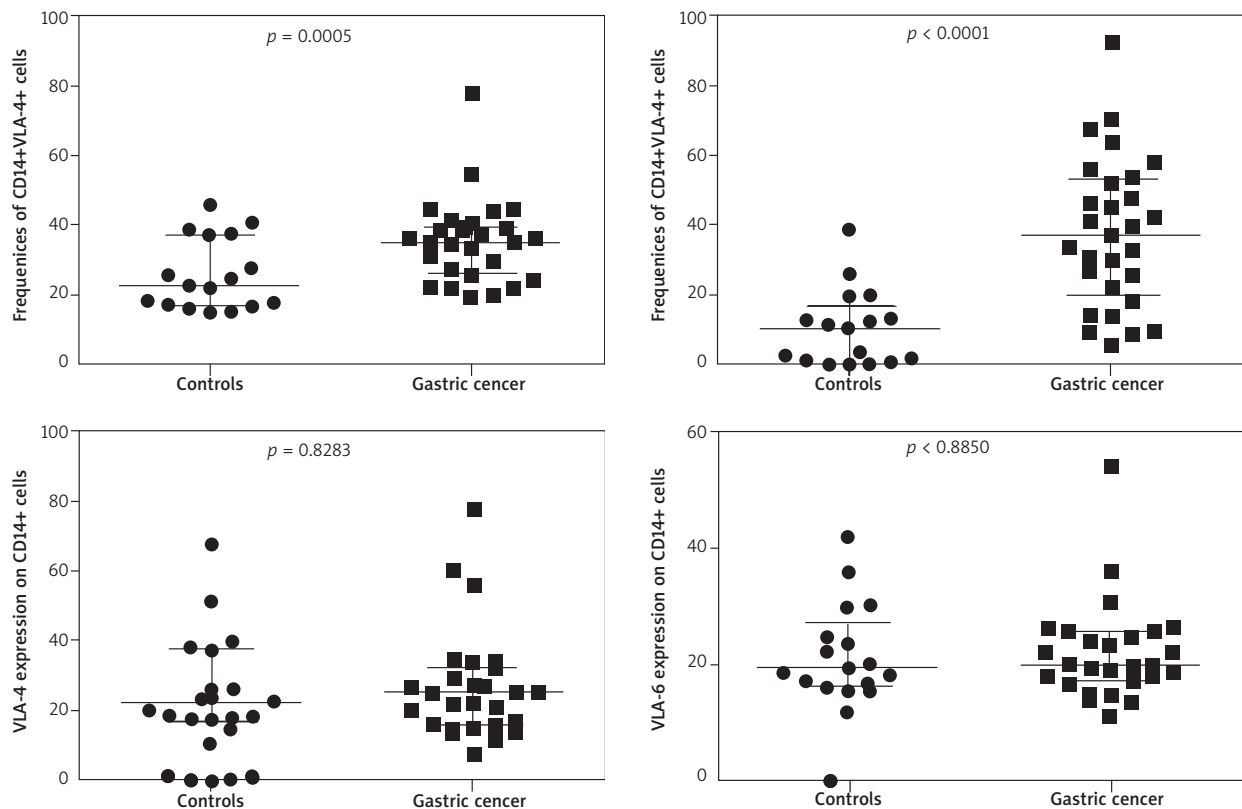 100
p = 0.0005
80
60
40
20
0
Frequenices of CD14+VLA-4+ cells
Controls
Gastric cencer
100
p < 0.0001
80
60
40
20
0
Frequenices of CD14+VLA-4+ cells
Controls
Gastric cencer
100
p = 0.8283
80
60
40
20
0
VLA-4 expression on CD14+ cells
Controls
Gastric cencer
60
p < 0.8850
40
20
0
VLA-6 expression on CD14+ cells
Controls
Gastric cencer